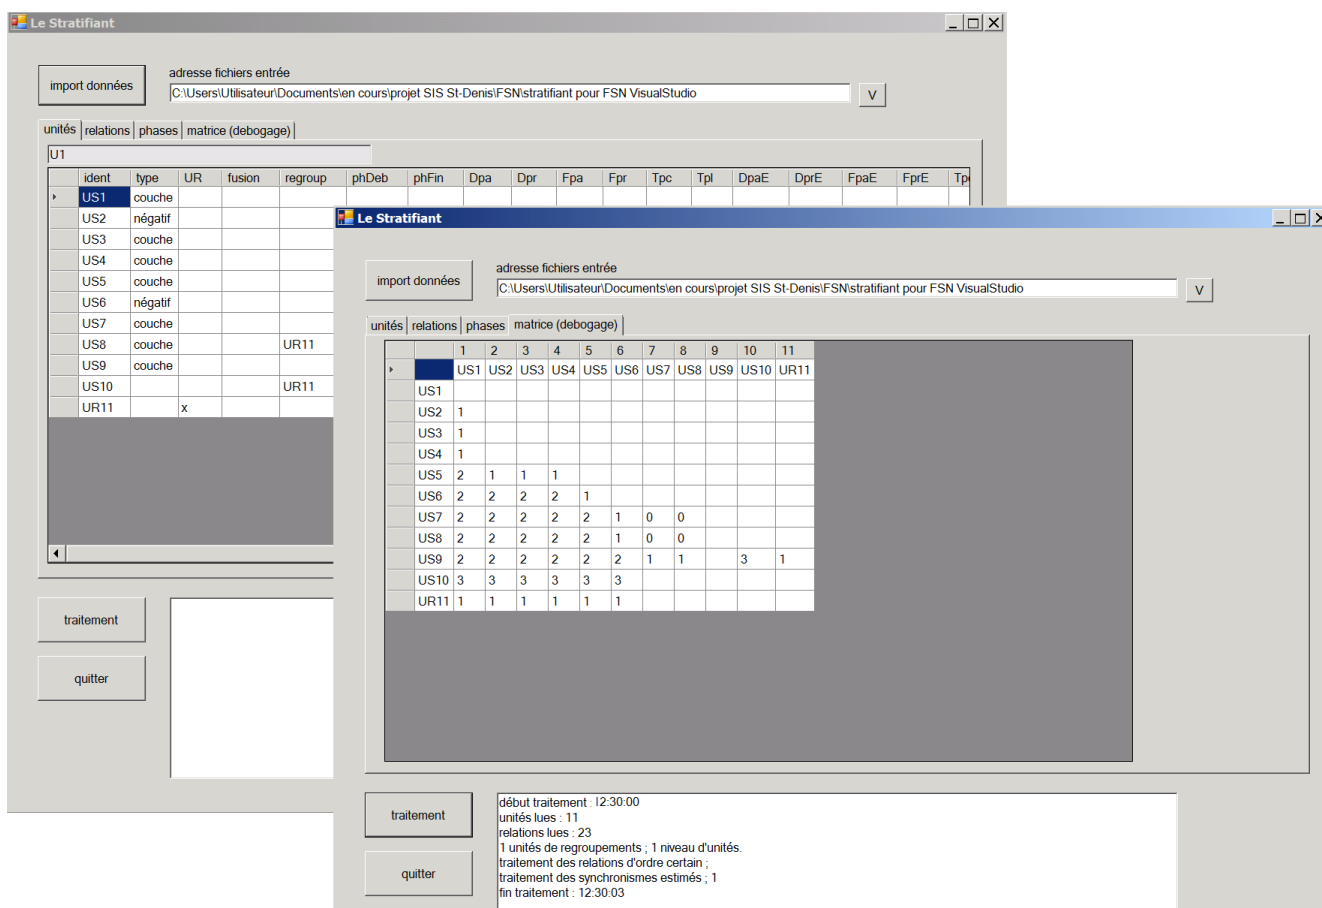 Le Stratifiant
adresse fichiers entrée
import données
C:\Users\Utilisateur\Documents\en cours\projet SIS St-Denis\FSN\stratifiant pour FSN VisualStudio
V
unités relations phases matrice (debogage)
U1
ident type UR fusion regroup phDeb phFin Dpa Dpr Fpa Fpr Tpc Tpl DpaE DprE FpaE FprE
US1 couche
US2 négatif
US3 couche
US4 couche
US5 couche
US6 négatif
US7 couche
US8 couche UR11
US9 couche
US10 UR11
UR11 x
traitement
quitter
Le Stratifiant
adresse fichiers entrée
import données
C:\Users\Utilisateur\Documents\en cours\projet SIS St-Denis\FSN\stratifiant pour FSN VisualStudio
V
unités relations phases matrice (debogage)
1 2 3 4 5 6 7 8 9 10 11
US1 US2 US3 US4 US5 US6 US7 US8 US9 US10 UR11
US1
US2 1
US3 1
US4 1
US5 2 1 1 1
US6 2 2 2 2 1
US7 2 2 2 2 2 1 0 0
US8 2 2 2 2 2 1 0 0
US9 2 2 2 2 2 2 1 1 3 1
US10 3 3 3 3 3 3
UR11 1 1 1 1 1 1
traitement
quitter
début traitement : 12:30:00
unités lues : 11
relations lues : 23
1 unités de regroupements ; 1 niveau d'unités.
traitement des relations d'ordre certain ;
traitement des synchronismes estimés ; 1
fin traitement : 12:30:03